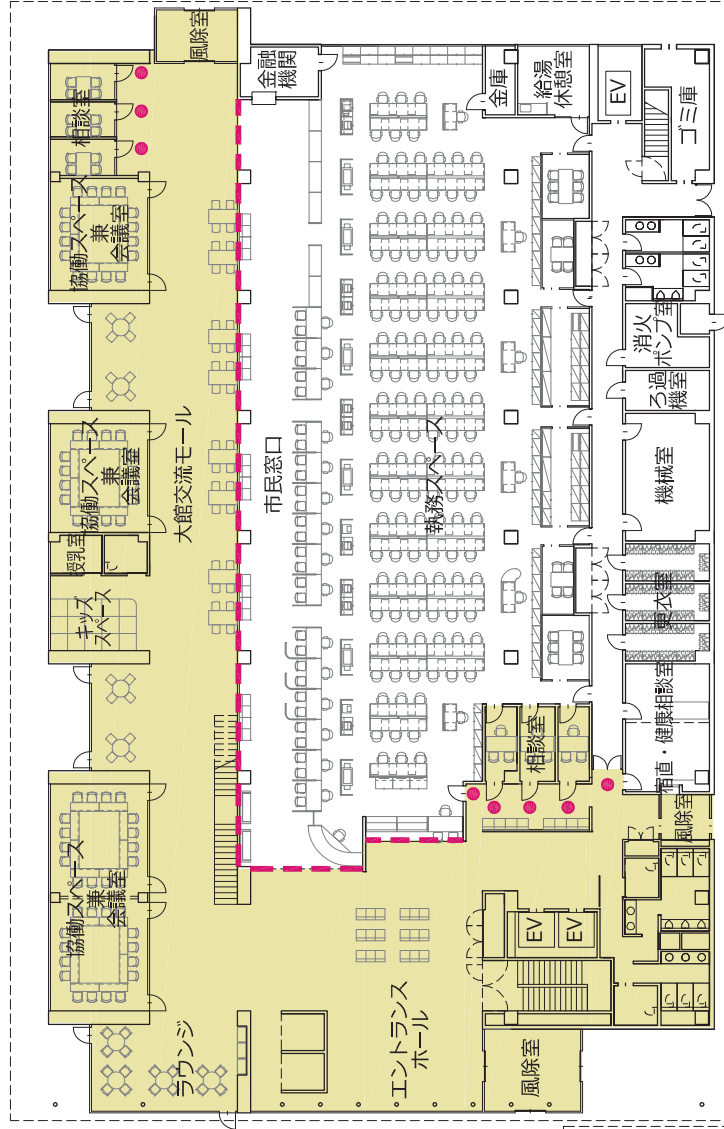 風除室
金融
機関
金庫
給湯
休憩室
EV
ゴミ庫
相談室
協働スペース
兼
会議室
大館交流モール
市民窓口
執務スペース
消火
ポンプ室
ろ過
機室
機械室
協働スペース
兼
会議室
授乳室
キッズ
スペース
更衣室
宿直・健康相談室
相談室
風除室
協働スペース
兼
会議室
EV
EV
ラウンジ
エントランス
ホール
風除室